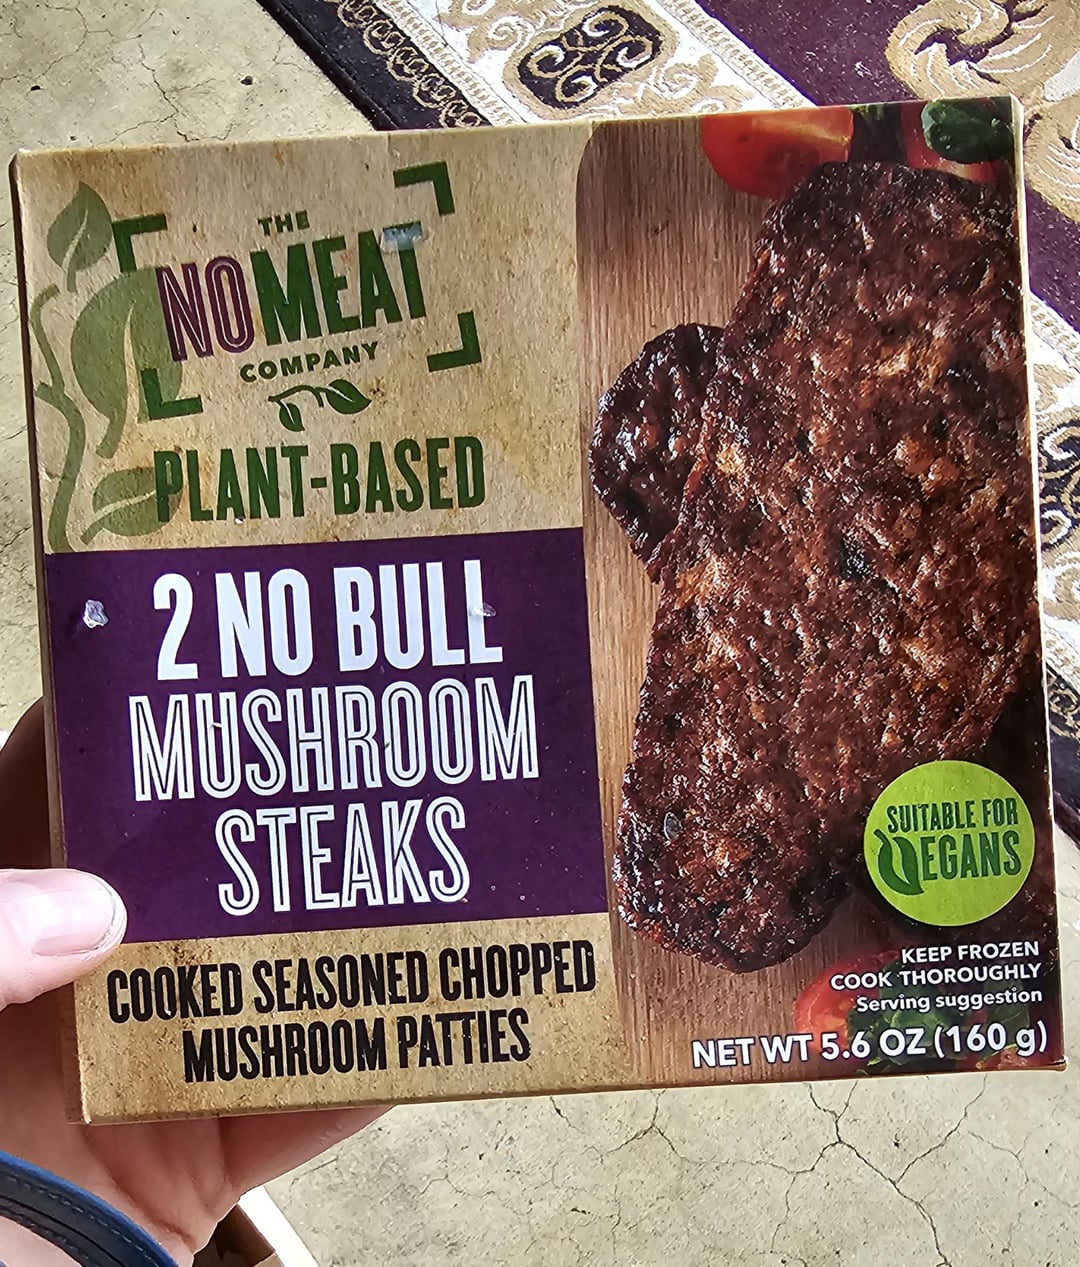 THE
NO MEAT
COMPANY
PLANT-BASED
2 NO BULL
MUSHROOM
STEAKS
COOKED SEASONED CHOPPED
MUSHROOM PATTIES
SUITABLE FOR
VEGANS
KEEP FROZEN
COOK THOROUGHLY
Serving suggestion
NET WT 5.6 OZ (160 g)